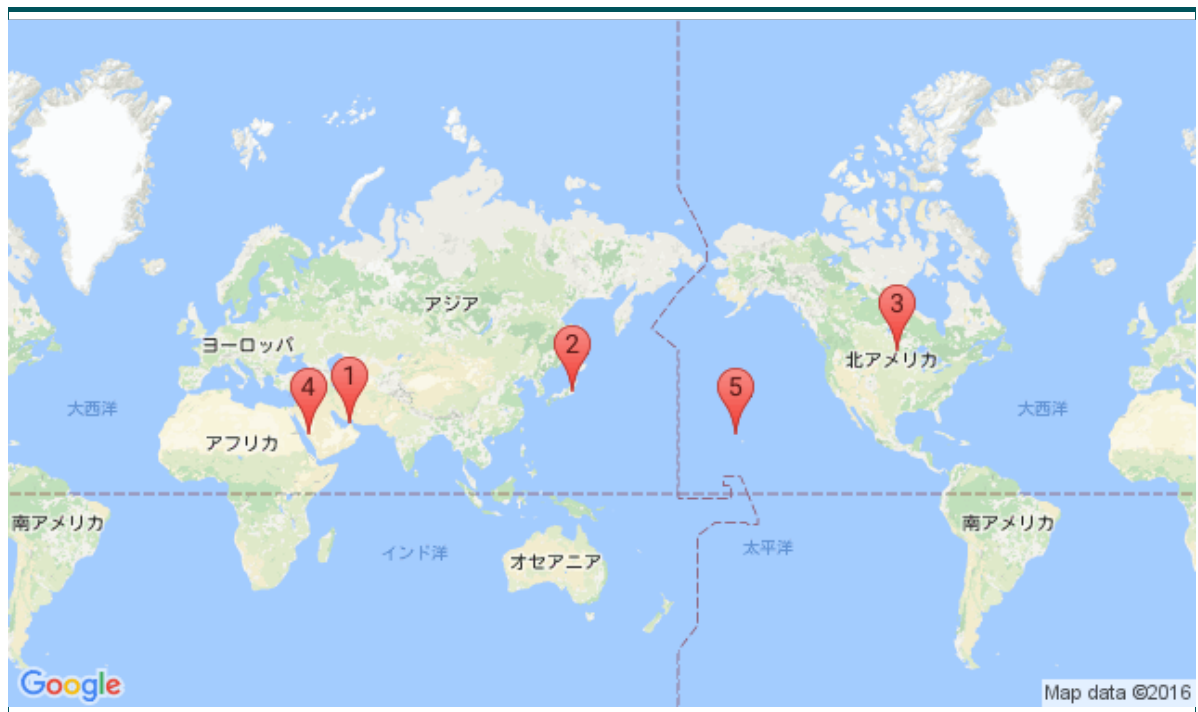 3
アジア
2
ヨーロッパ
北アメリカ
1
4
5
大西洋
大西洋
アフリカ
南アメリカ
南アメリカ
インド洋
オセアニア
太平洋
Google
Map data ©2016